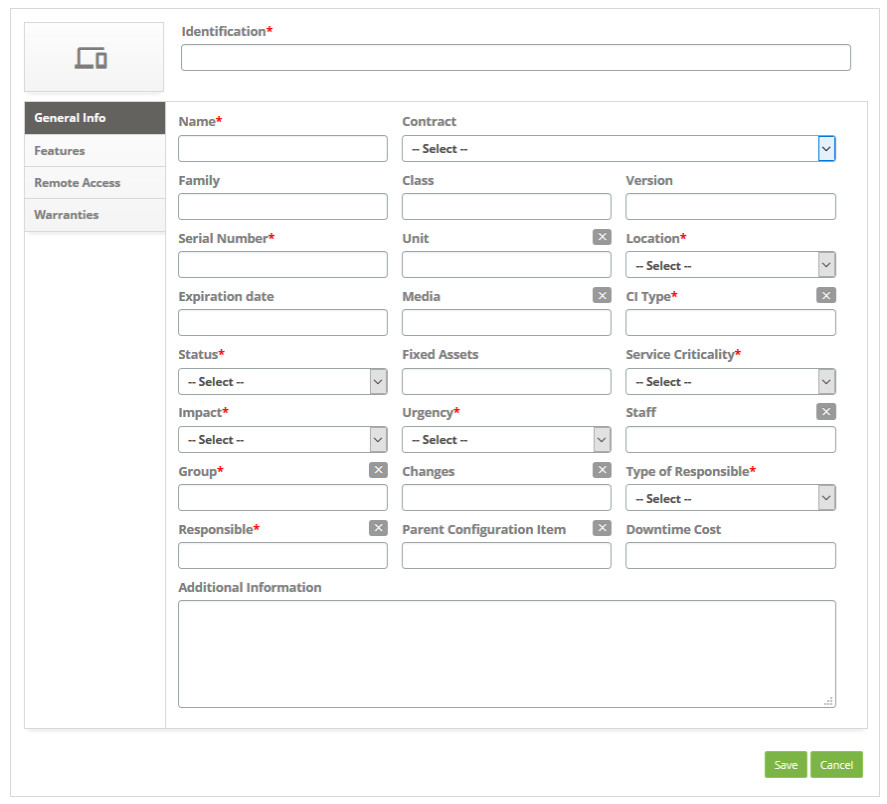 Identification*
General Info
Features
Remote Access
Warranties
Name* Contract
-- Select --
Family Class Version
Serial Number* Unit Location*
-- Select --
Expiration date Media CI Type*
Status* Fixed Assets Service Criticality*
-- Select -- -- Select --
Impact* Urgency* Staff
-- Select -- -- Select --
Group* Changes Type of Responsible*
-- Select --
Responsible* Parent Configuration Item Downtime Cost
Additional Information
Save Cancel